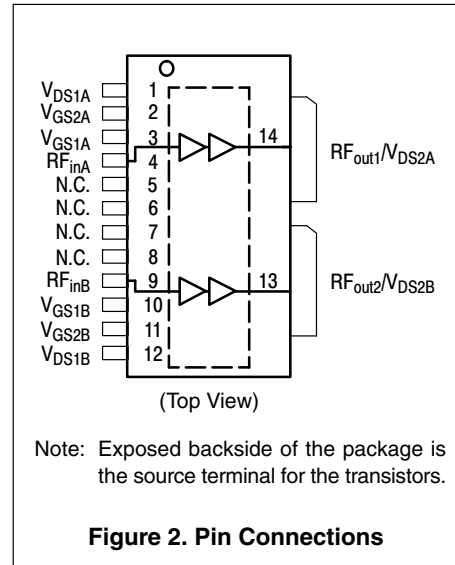 V_DS1A 1
V_GS2A 2
V_GS1A 3
RF_inA 4
N.C. 5
N.C. 6
N.C. 7
N.C. 8
RF_inB 9
V_GS1B 10
V_GS2B 11
V_DS1B 12
14 RF_out1/V_DS2A
13 RF_out2/V_DS2B
(Top View)
Note: Exposed backside of the package is
the source terminal for the transistors.
Figure 2. Pin Connections